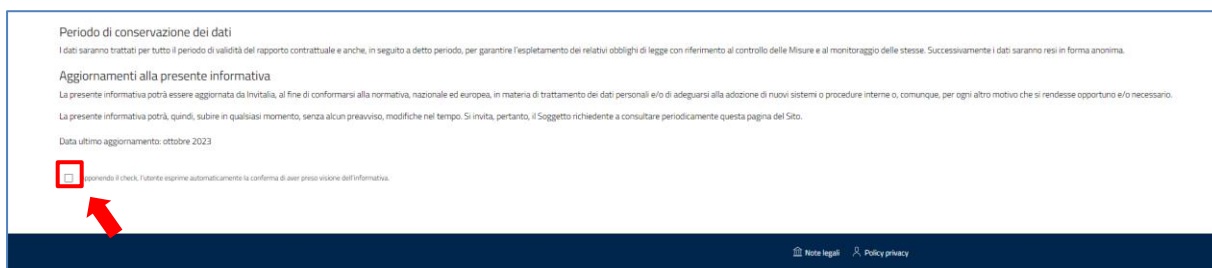 Periodo di conservazione dei dati
I dati saranno trattati per tutto il periodo di validità del rapporto contrattuale e anche, in seguito a detto periodo, per garantire l'espletamento dei relativi obblighi di legge con riferimento al controllo delle Misure e al monitoraggio delle stesse. Successivamente i dati saranno resi in forma anonima.
Aggiornamenti alla presente informativa
La presente informativa potrà essere aggiornata da Invitalia, al fine di conformarsi alla normativa, nazionale ed europea, in materia di trattamento dei dati personali e/o di adeguarsi alla adozione di nuovi sistemi o procedure interne o, comunque, per ogni altro motivo che si rendesse opportuno e/o necessario.
La presente informativa potrà, quindi, subire in qualsiasi momento, senza alcun preavviso, modifiche nel tempo. Si invita, pertanto, il Soggetto richiedente a consultare periodicamente questa pagina del Sito.
Data ultimo aggiornamento: ottobre 2023
pponendo il check, l'utente esprime automaticamente la conferma di aver preso visione dell'informativa.
Note legali Policy privacy